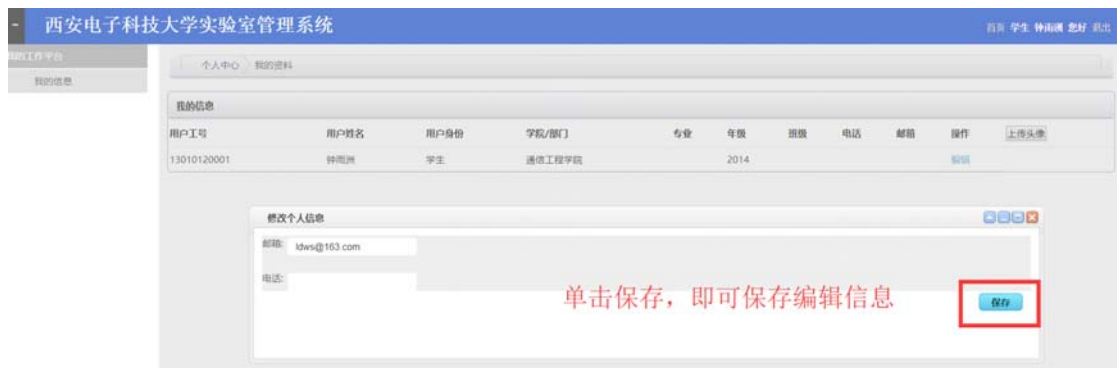 西安电子科技大学实验室管理系统
首页 学生 钟雨洲 您好 退出
我的工作平台
我的信息
个人中心 我的资料
我的信息
用户工号 用户姓名 用户身份 学院/部门 专业 年级 班级 电话 邮箱 操作 上传头像
13010120001 钟雨洲 学生 通信工程学院 2014 编辑
修改个人信息
邮箱: ldws@163.com
电话:
单击保存，即可保存编辑信息
保存